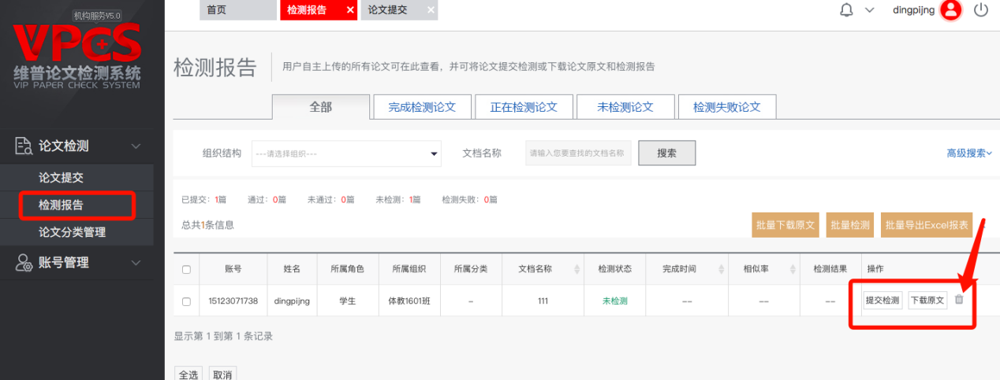 机构服务V5.0
VPCS
维普论文检测系统
VIP PAPER CHECK SYSTEM
论文检测
论文提交
检测报告
论文分类管理
账号管理
首页 检测报告 × 论文提交 ×
dingpijng
检测报告 用户自主上传的所有论文可在此查看，并可将论文提交检测或下载论文原文和检测报告
全部 完成检测论文 正在检测论文 未检测论文 检测失败论文
组织结构 ---请选择组织--- 文档名称 请输入您要查找的文档名称 搜索 高级搜索
已提交：1篇 通过：0篇 未通过：0篇 未检测：1篇 检测失败：0篇
总共1条信息 批量下载原文 批量检测 批量导出Excel报表
账号 姓名 所属角色 所属组织 所属分类 文档名称 检测状态 完成时间 相似率 检测结果 操作
15123071738 dingpijng 学生 体教1601班 – 111 未检测 -- -- -- 提交检测 下载原文
显示第 1 到第 1 条记录
全选 取消